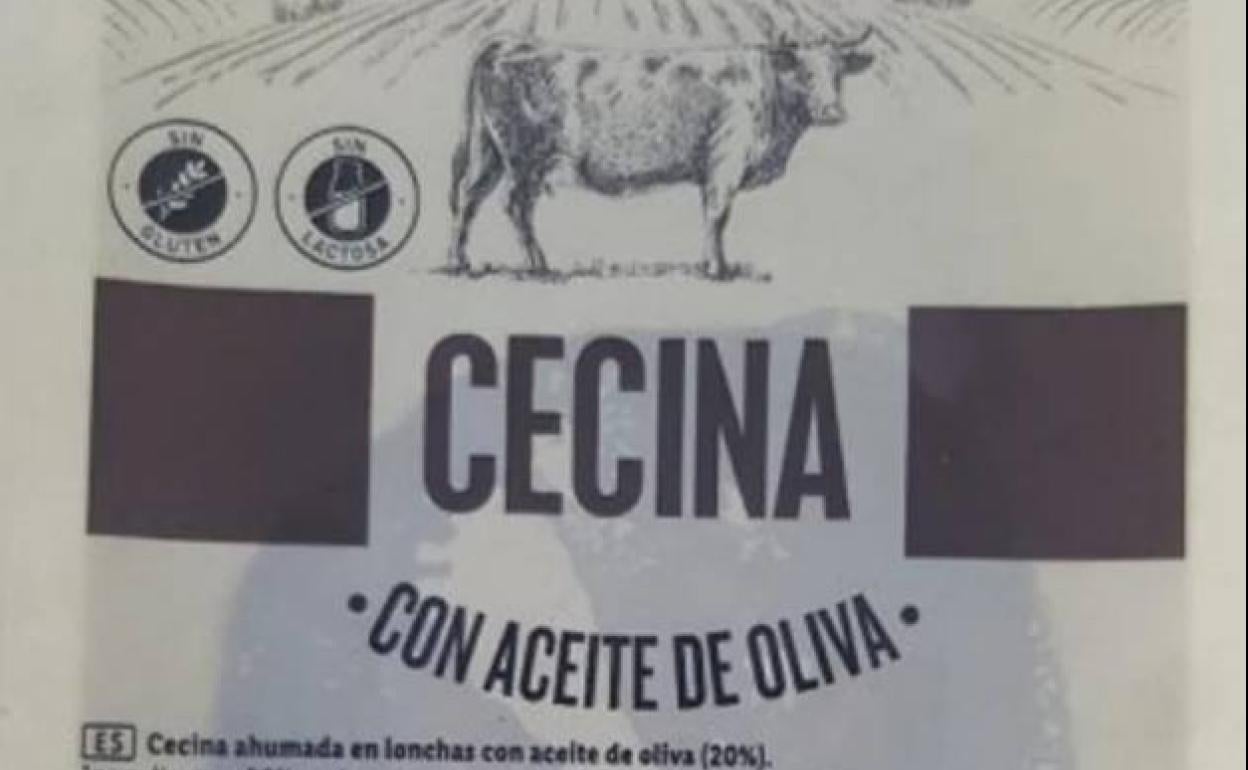 SIN
GLUTEN
SIN
LACTOSA
CECINA
• CON ACEITE DE OLIVA •
ES Cecina ahumada en lonchas con aceite de oliva (20%).